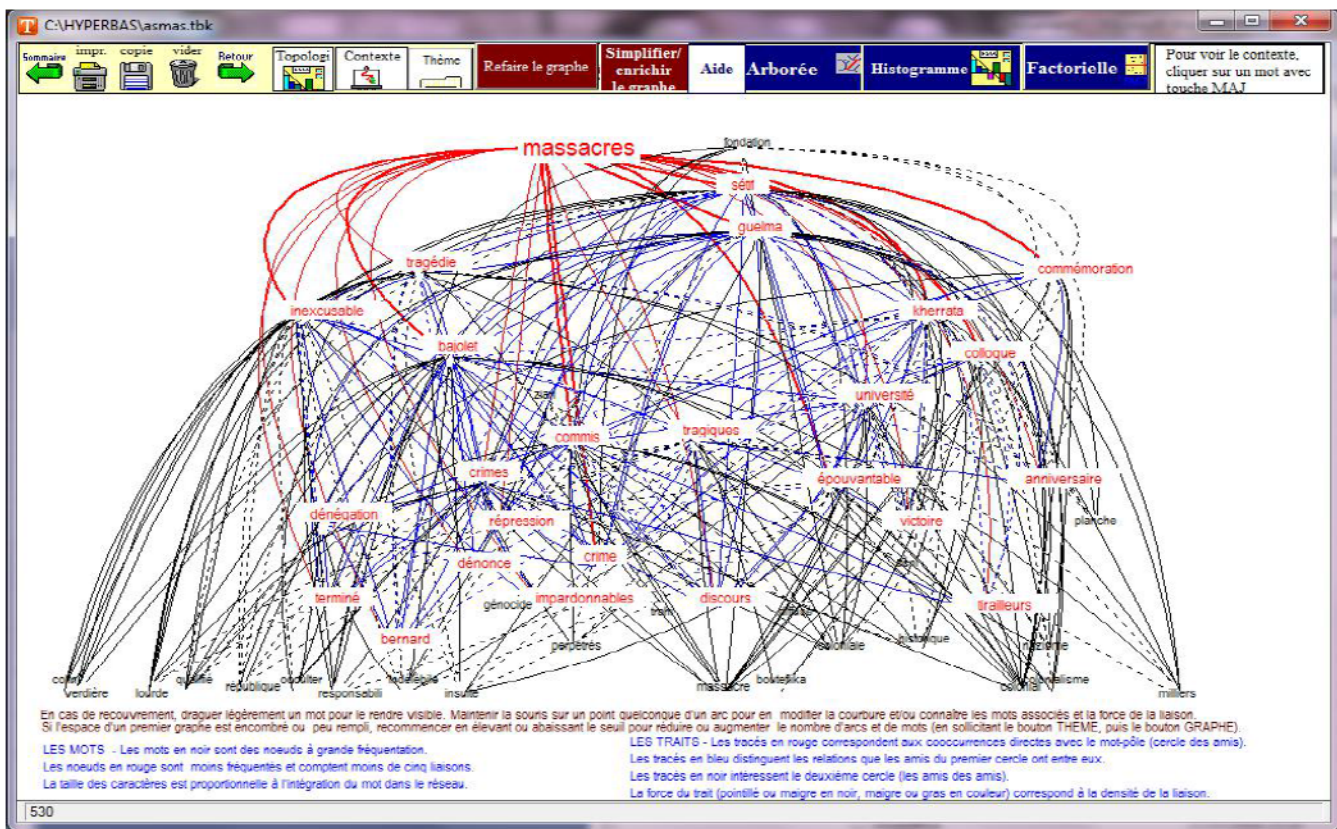 C:\HYPERBAS\asmas.tbk
Sommaire
impr.
copie
vider
Retour
Topologi
Contexte
Thème
Refaire le graphe
Simplifier/
enrichir
le graphe
Aide
Arborée
Histogramme
Factorielle
Pour voir le contexte,
cliquer sur un mot avec
touche MAJ
fondation
massacres
sétif
guelma
tragédie
commémoration
inexcusable
kherrata
bajolet
colloque
université
tragiques
commis
crimes
épouvantable
anniversaire
dénégation
répression
victoire
planche
crime
dénonce
terminé
génocide
impardonnables
discours
tirailleurs
bernard
perpétrés
coloniale
historique
nazisme
qualifié
occulter
indélébile
république
verdière
lourde
responsabili
insulte
massacre
bouteflika
colonial
milliers
En cas de recouvrement, draguer légèrement un mot pour le rendre visible. Maintenir la souris sur un point quelconque d'un arc pour en modifier la courbure et/ou connaître les mots associés et la force de la liaison.
Si l'espace d'un premier graphe est encombré ou peu rempli, recommencer en élevant ou abaissant le seuil pour réduire ou augmenter le nombre d'arcs et de mots (en sollicitant le bouton THEME, puis le bouton GRAPHE).
LES MOTS - Les mots en noir sont des noeuds à grande fréquentation.
Les noeuds en rouge sont moins fréquentés et comptent moins de cinq liaisons.
La taille des caractères est proportionnelle à l'intégration du mot dans le réseau.
LES TRAITS - Les tracés en rouge correspondent aux cooccurrences directes avec le mot-pôle (cercle des amis).
Les tracés en bleu distinguent les relations que les amis du premier cercle ont entre eux.
Les tracés en noir intéressent le deuxième cercle (les amis des amis).
La force du trait (pointillé ou maigre en noir, maigre ou gras en couleur) correspond à la densité de la liaison.
530